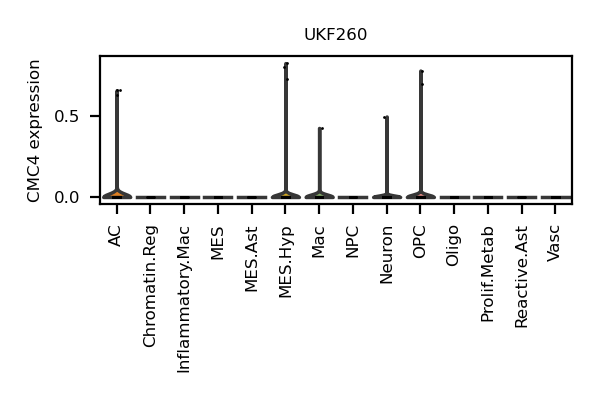 UKF260
CMC4 expression
0.5
0.0
AC
Chromatin.Reg
Inflammatory.Mac
MES
MES.Ast
MES.Hyp
Mac
NPC
Neuron
OPC
Oligo
Prolif.Metab
Reactive.Ast
Vasc